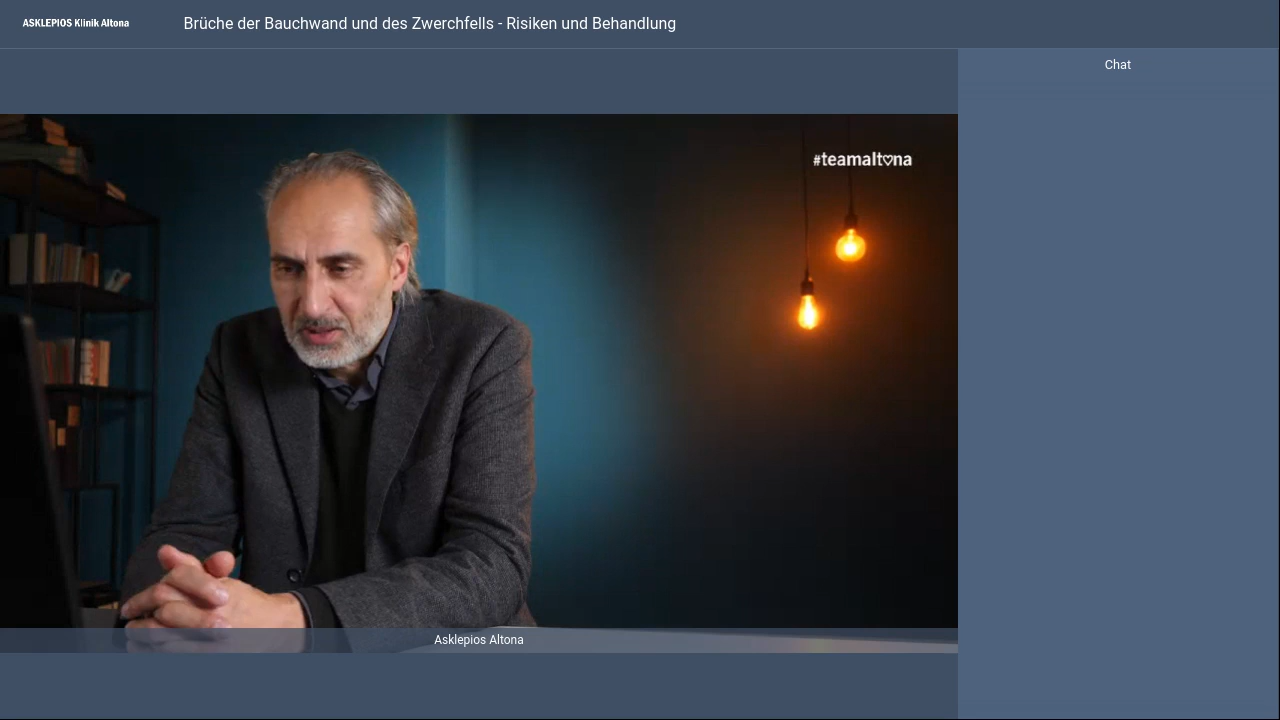 ASKLEPIOS Klinik Altona
Brüche der Bauchwand und des Zwerchfells - Risiken und Behandlung
Chat
#teamaltona
Asklepios Altona